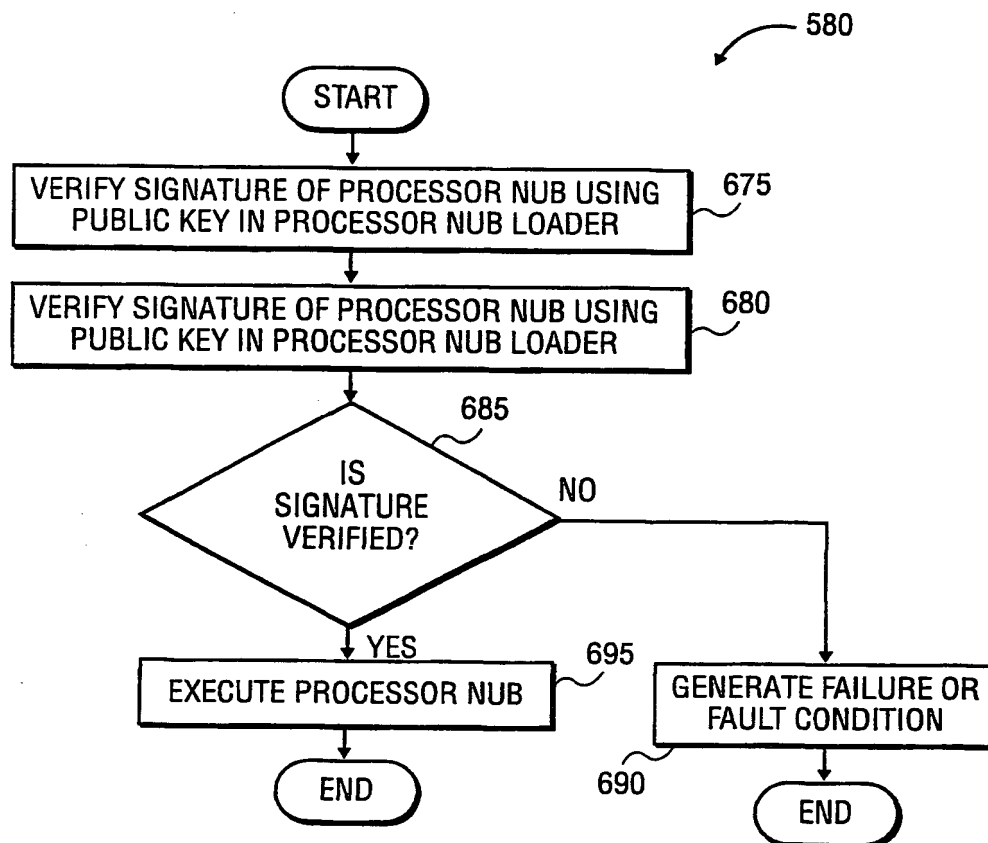 580
START
VERIFY SIGNATURE OF PROCESSOR NUB USING
PUBLIC KEY IN PROCESSOR NUB LOADER
675
VERIFY SIGNATURE OF PROCESSOR NUB USING
PUBLIC KEY IN PROCESSOR NUB LOADER
680
685
IS
SIGNATURE
VERIFIED?
NO
YES
EXECUTE PROCESSOR NUB
695
GENERATE FAILURE OR
FAULT CONDITION
690
END
END